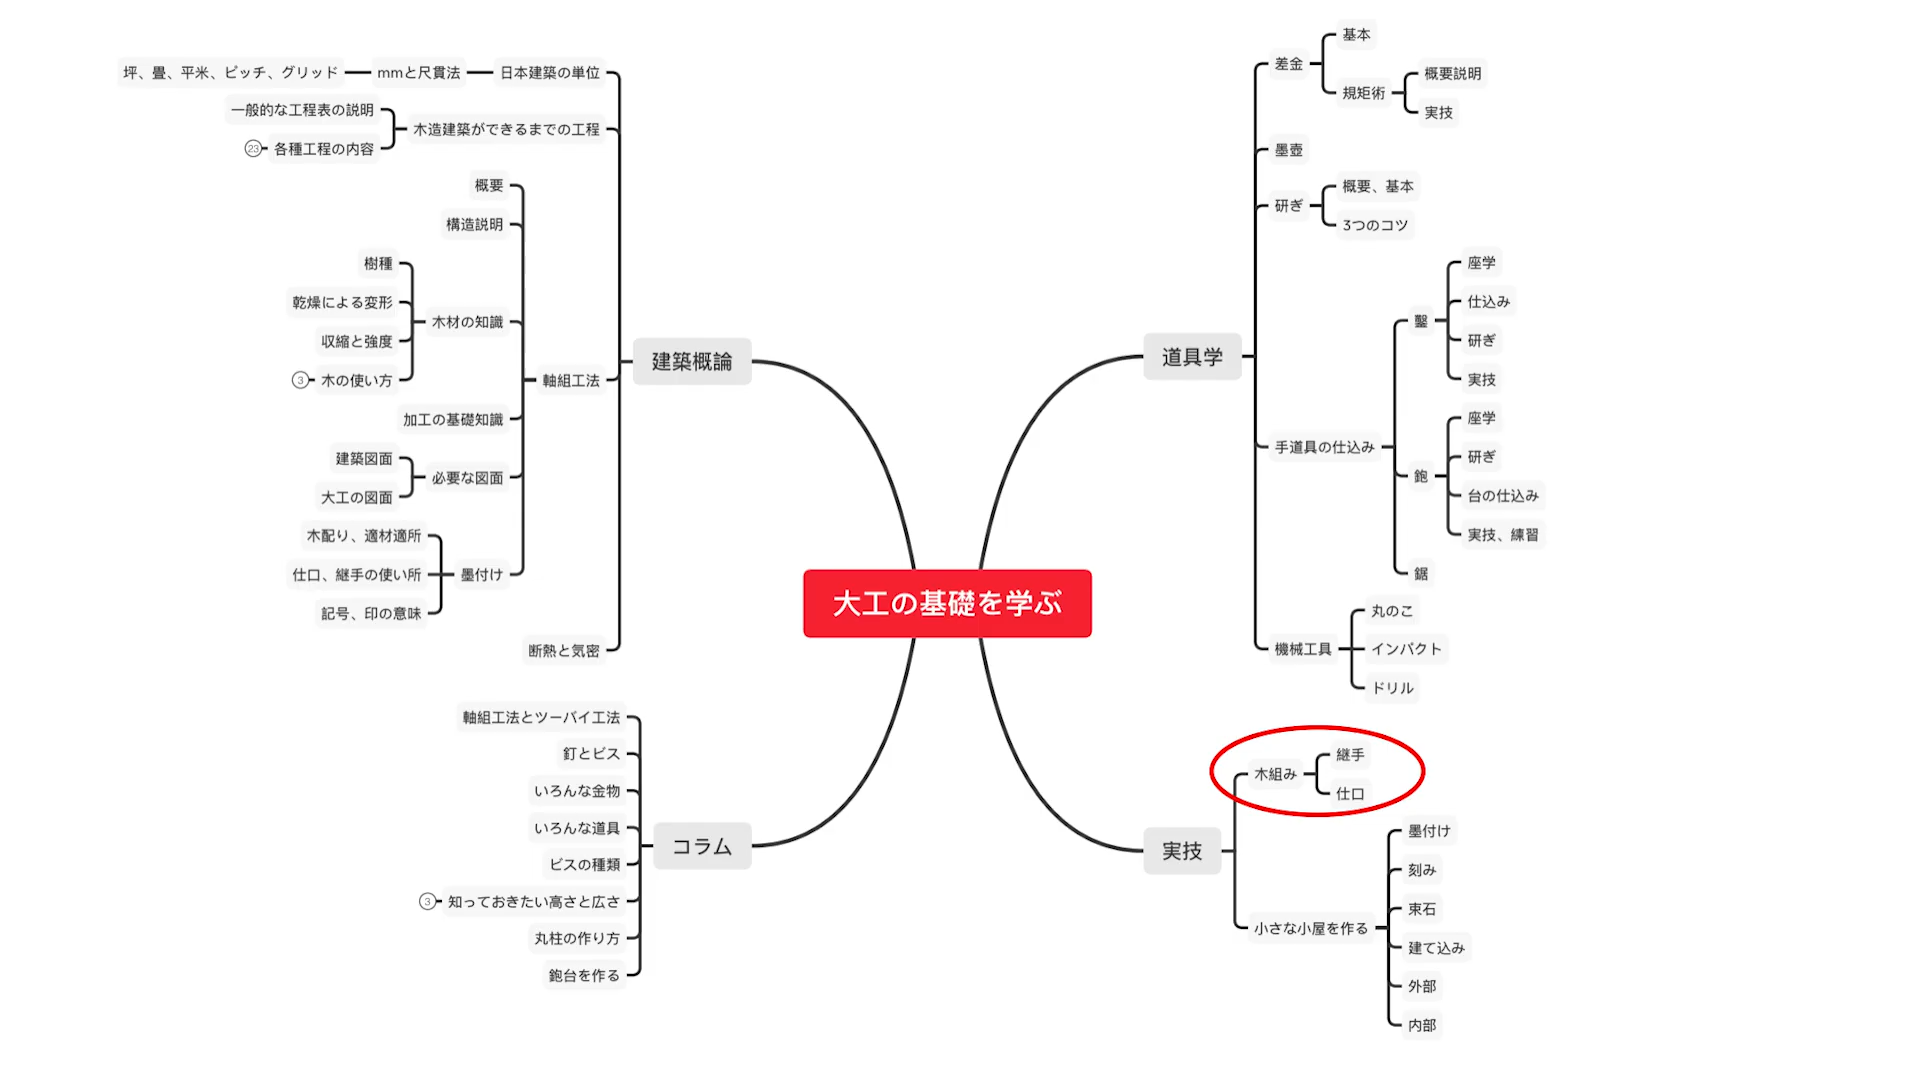 大工の基礎を学ぶ
建築概論
日本建築の単位
mmと尺貫法
坪、畳、平米、ピッチ、グリッド
木造建築ができるまでの工程
一般的な工程表の説明
各種工程の内容
23
軸組工法
概要
構造説明
木材の知識
樹種
乾燥による変形
収縮と強度
木の使い方
3
加工の基礎知識
必要な図面
建築図面
大工の図面
墨付け
木配り、適材適所
仕口、継手の使い所
記号、印の意味
断熱と気密
コラム
軸組工法とツーバイ工法
釘とビス
いろんな金物
いろんな道具
ビスの種類
知っておきたい高さと広さ
3
丸柱の作り方
鉋台を作る
道具学
差金
基本
規矩術
概要説明
実技
墨壺
研ぎ
概要、基本
3つのコツ
手道具の仕込み
鑿
座学
仕込み
研ぎ
実技
鉋
座学
研ぎ
台の仕込み
実技、練習
鋸
機械工具
丸のこ
インパクト
ドリル
実技
木組み
継手
仕口
小さな小屋を作る
墨付け
刻み
束石
建て込み
外部
内部